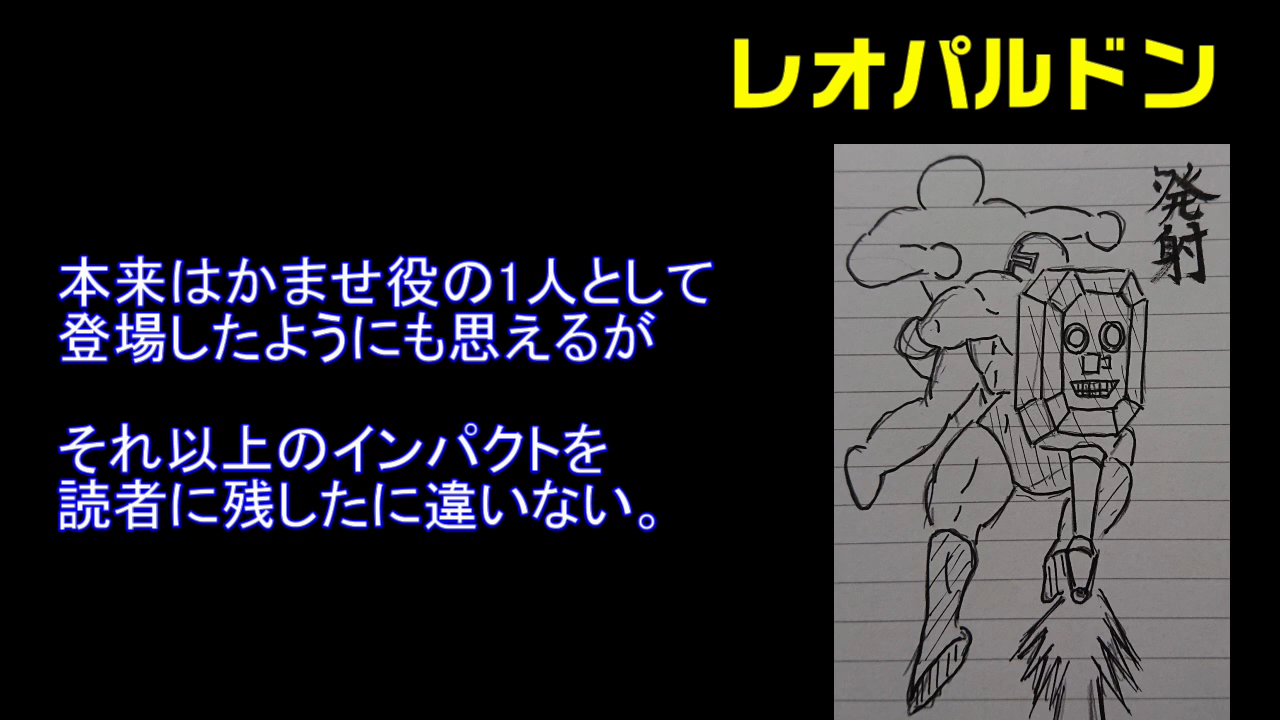 レオパルドン
本来はかませ役の1人として
登場したようにも思えるが
それ以上のインパクトを
読者に残したに違いない。
発射